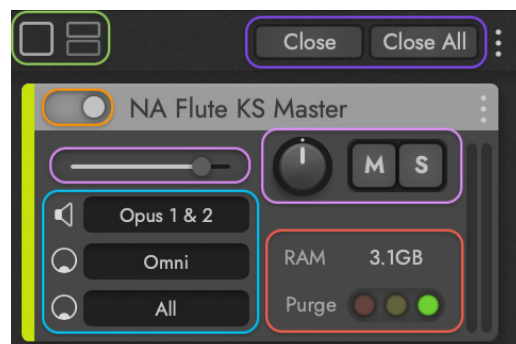 Close Close All
NA Flute KS Master
M S
Opus 1 & 2
Omni
RAM 3.1GB
All
Purge